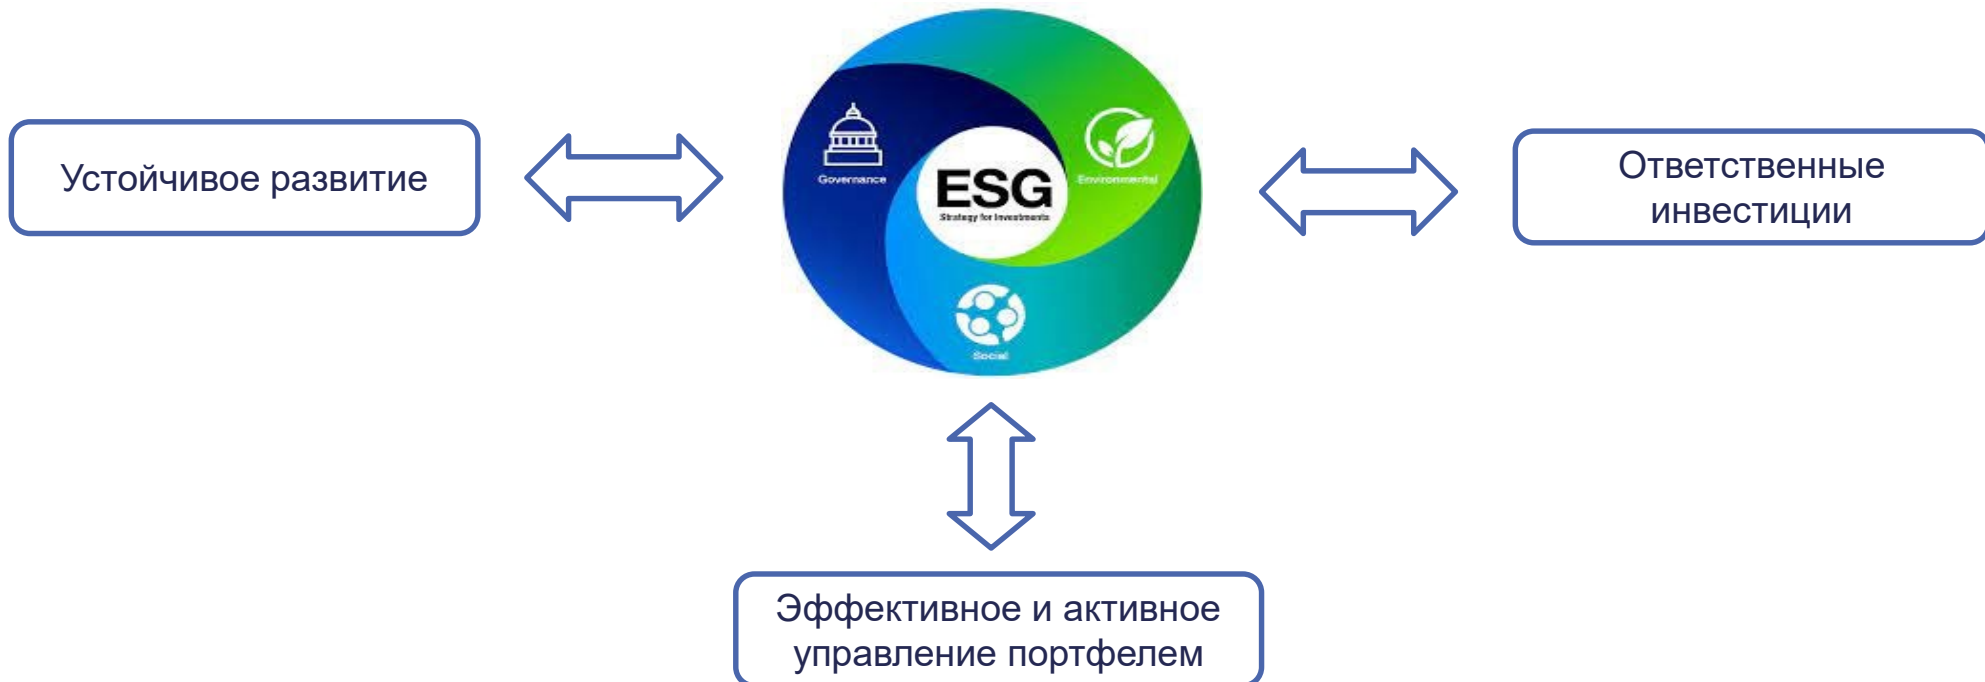 Устойчивое развитие
Governance
Environmental
ESG
Strategy for Investments
Social
Ответственные
инвестиции
Эффективное и активное
управление портфелем